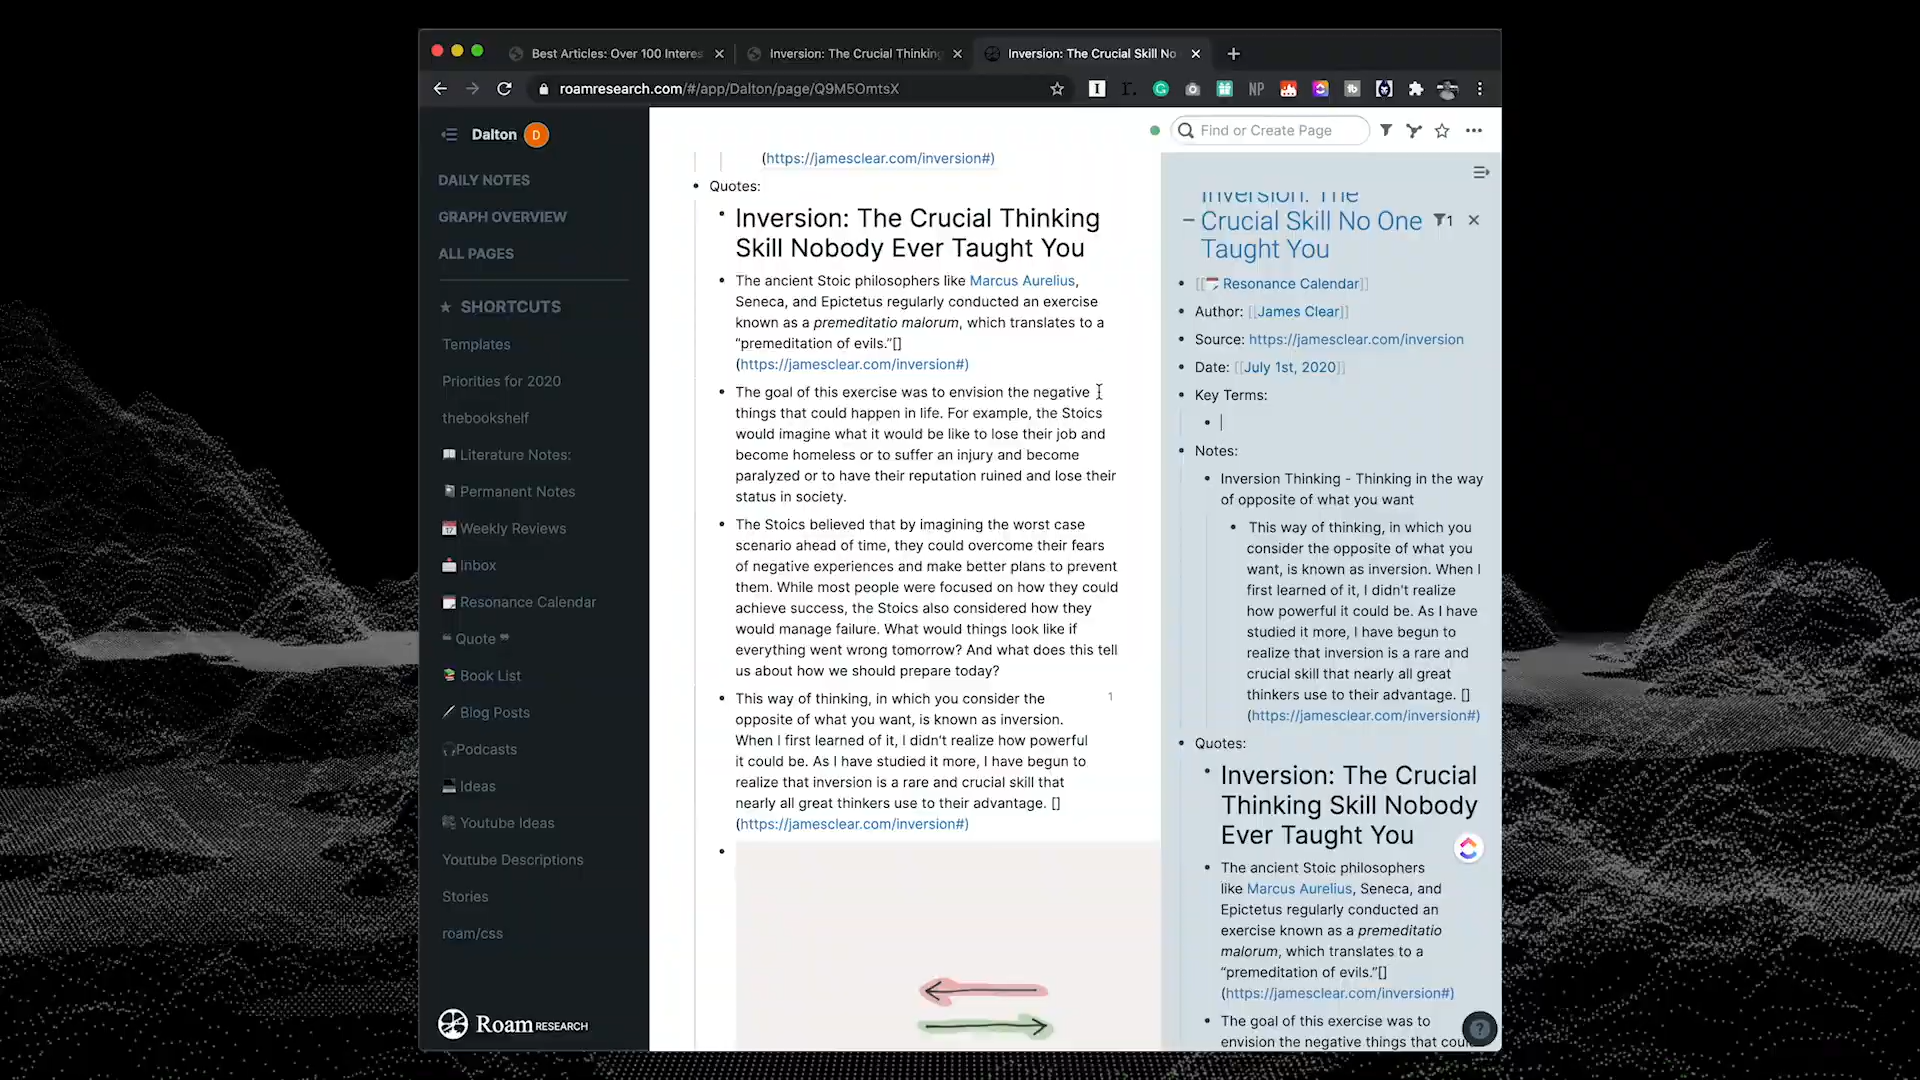 Best Articles: Over 100 Interes
Inversion: The Crucial Thinking
Inversion: The Crucial Skill No
roamresearch.com/#/app/Dalton/page/Q9M5OmtsX
NP
Dalton D
DAILY NOTES
GRAPH OVERVIEW
ALL PAGES
★ SHORTCUTS
Templates
Priorities for 2020
thebookshelf
Literature Notes:
Permanent Notes
Weekly Reviews
Inbox
Resonance Calendar
❝ Quote ❞
Book List
Blog Posts
Podcasts
Ideas
Youtube Ideas
Youtube Descriptions
Stories
roam/css
Roam RESEARCH
Find or Create Page
(https://jamesclear.com/inversion#)
Quotes:
Inversion: The Crucial Thinking
Skill Nobody Ever Taught You
The ancient Stoic philosophers like Marcus Aurelius,
Seneca, and Epictetus regularly conducted an exercise
known as a premeditatio malorum, which translates to a
“premeditation of evils.”[]
(https://jamesclear.com/inversion#)
The goal of this exercise was to envision the negative
things that could happen in life. For example, the Stoics
would imagine what it would be like to lose their job and
become homeless or to suffer an injury and become
paralyzed or to have their reputation ruined and lose their
status in society.
The Stoics believed that by imagining the worst case
scenario ahead of time, they could overcome their fears
of negative experiences and make better plans to prevent
them. While most people were focused on how they could
achieve success, the Stoics also considered how they
would manage failure. What would things look like if
everything went wrong tomorrow? And what does this tell
us about how we should prepare today?
This way of thinking, in which you consider the 1
opposite of what you want, is known as inversion.
When I first learned of it, I didn't realize how powerful
it could be. As I have studied it more, I have begun to
realize that inversion is a rare and crucial skill that
nearly all great thinkers use to their advantage. []
(https://jamesclear.com/inversion#)
Inversion: The
Crucial Skill No One 1
Taught You
[[Resonance Calendar]]
Author: [[James Clear]]
Source: https://jamesclear.com/inversion
Date: [[July 1st, 2020]]
Key Terms:
Notes:
Inversion Thinking - Thinking in the way
of opposite of what you want
This way of thinking, in which you
consider the opposite of what you
want, is known as inversion. When I
first learned of it, I didn't realize
how powerful it could be. As I have
studied it more, I have begun to
realize that inversion is a rare and
crucial skill that nearly all great
thinkers use to their advantage. []
(https://jamesclear.com/inversion#)
Quotes:
Inversion: The Crucial
Thinking Skill Nobody
Ever Taught You
The ancient Stoic philosophers
like Marcus Aurelius, Seneca, and
Epictetus regularly conducted an
exercise known as a premeditatio
malorum, which translates to a
“premeditation of evils.”[]
(https://jamesclear.com/inversion#)
The goal of this exercise was to
envision the negative things that coul
?